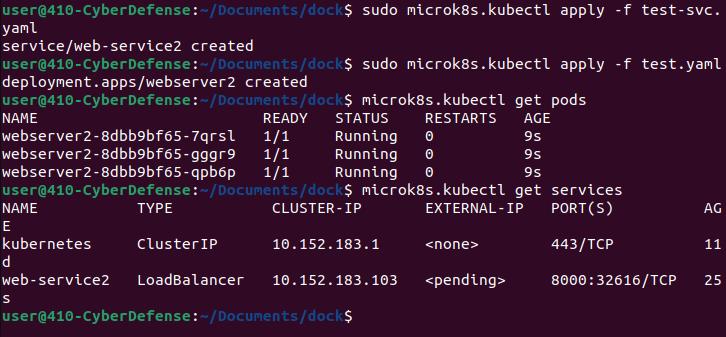 user@410-CyberDefense:~/Documents/dock$ sudo microk8s.kubectl apply -f test-svc.
yaml
service/web-service2 created
user@410-CyberDefense:~/Documents/dock$ sudo microk8s.kubectl apply -f test.yaml
deployment.apps/webserver2 created
user@410-CyberDefense:~/Documents/dock$ microk8s.kubectl get pods
NAME                          READY   STATUS    RESTARTS   AGE
webserver2-8dbb9bf65-7qrsl   1/1     Running   0          9s
webserver2-8dbb9bf65-gggr9   1/1     Running   0          9s
webserver2-8dbb9bf65-qpb6p   1/1     Running   0          9s
user@410-CyberDefense:~/Documents/dock$ microk8s.kubectl get services
NAME           TYPE           CLUSTER-IP       EXTERNAL-IP   PORT(S)          AG
E
kubernetes     ClusterIP      10.152.183.1     <none>        443/TCP          11
d
web-service2   LoadBalancer   10.152.183.103   <pending>     8000:32616/TCP   25
s
user@410-CyberDefense:~/Documents/dock$